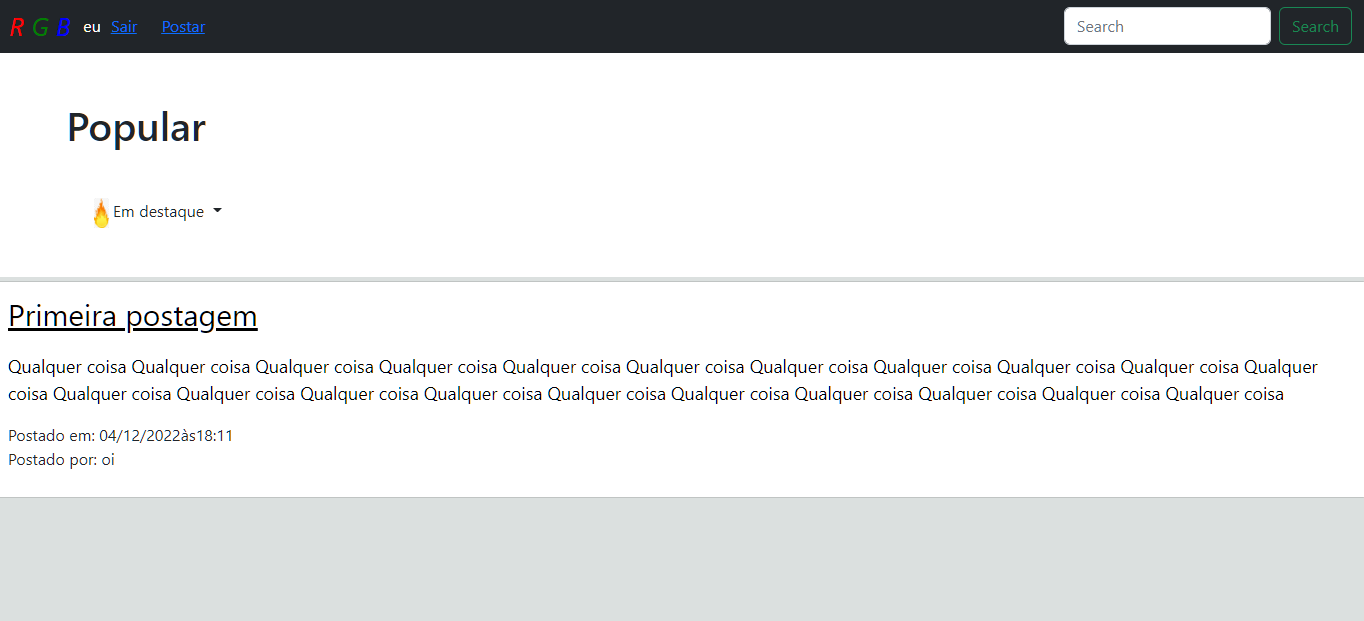 R G B eu Sair Postar Search Search
Popular
Em destaque
Primeira postagem
Qualquer coisa Qualquer coisa Qualquer coisa Qualquer coisa Qualquer coisa Qualquer coisa Qualquer coisa Qualquer coisa Qualquer coisa Qualquer coisa Qualquer
coisa Qualquer coisa Qualquer coisa Qualquer coisa Qualquer coisa Qualquer coisa Qualquer coisa Qualquer coisa Qualquer coisa Qualquer coisa Qualquer coisa
Postado em: 04/12/2022às18:11
Postado por: oi